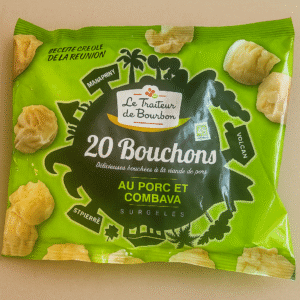 RECETTE CRÉOLE
DE LA RÉUNION
MANAPANY
Le Traiteur
de Bourbon
VOLCAN
20 Bouchons
Délicieuses bouchées à la viande de porc
AU PORC ET
COMBAVA
SURGELÉS
ST PIERRE